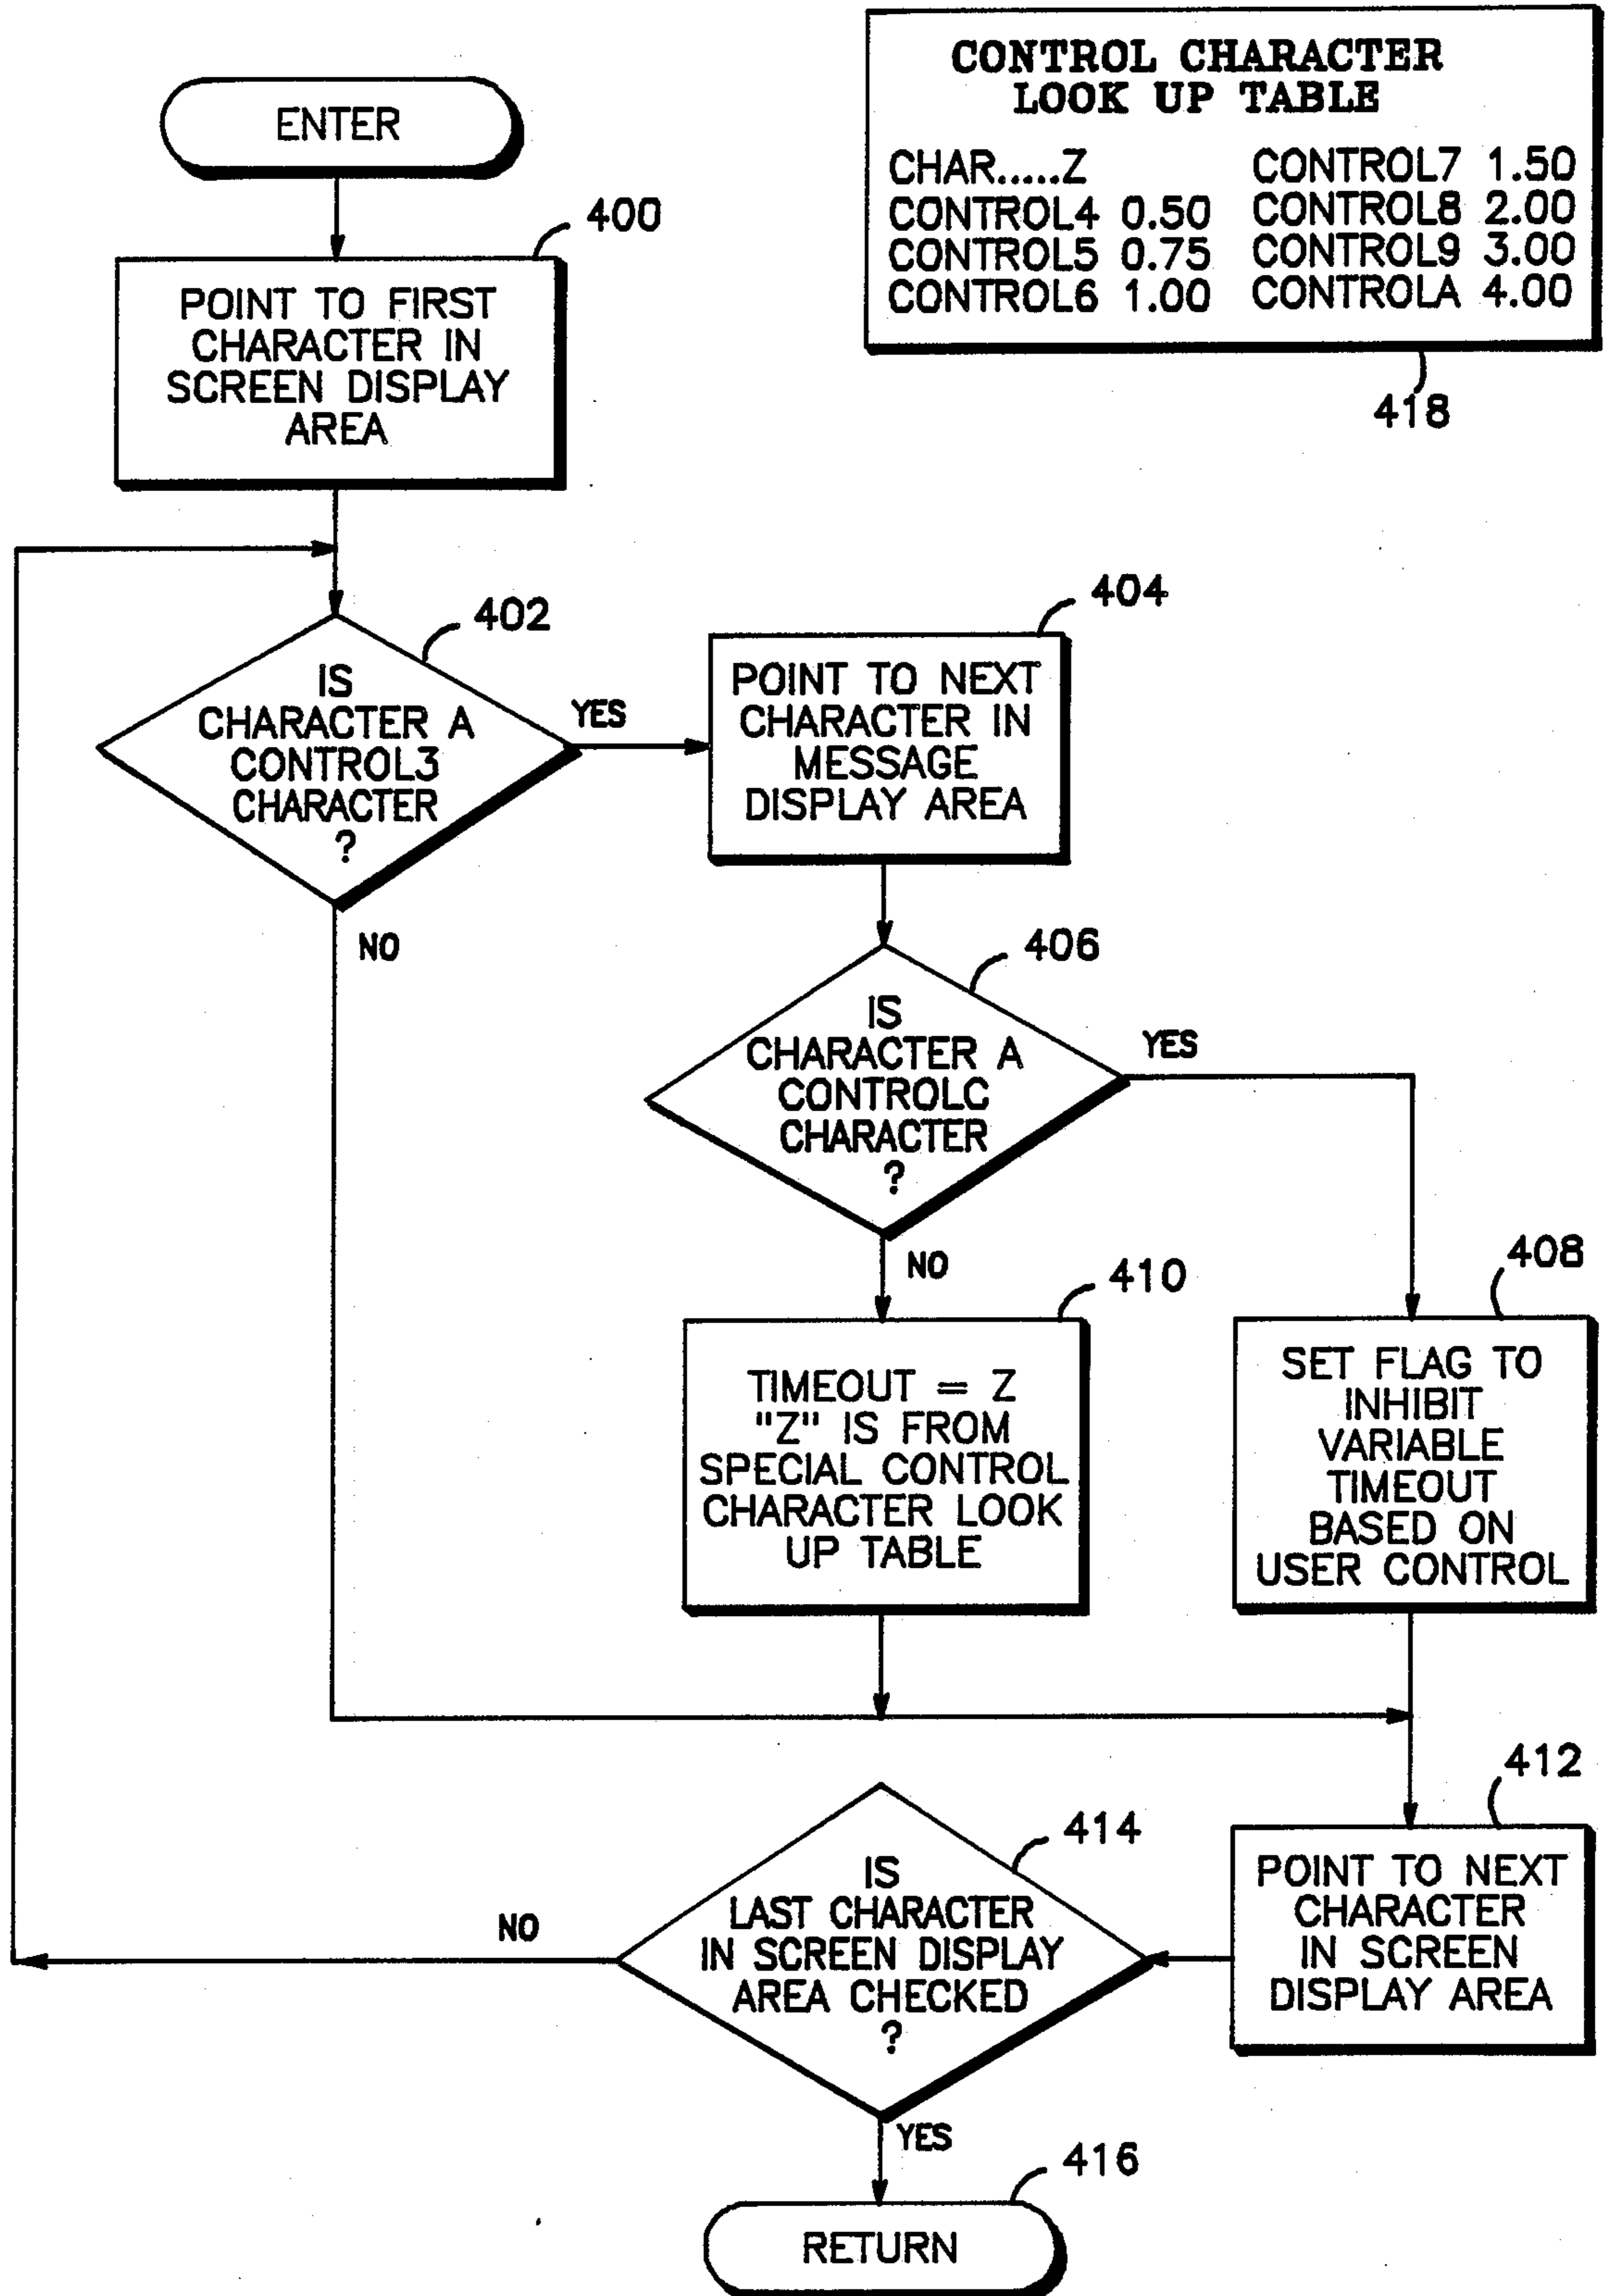 CONTROL CHARACTER
LOOK UP TABLE
CHAR.....Z CONTROL7 1.50
CONTROL4 0.50 CONTROL8 2.00
CONTROL5 0.75 CONTROL9 3.00
CONTROL6 1.00 CONTROLA 4.00
418
ENTER
400
POINT TO FIRST
CHARACTER IN
SCREEN DISPLAY
AREA
402
IS
CHARACTER A
CONTROL3
CHARACTER
?
YES
NO
404
POINT TO NEXT
CHARACTER IN
MESSAGE
DISPLAY AREA
406
IS
CHARACTER A
CONTROLC
CHARACTER
?
YES
NO
410
TIMEOUT = Z
"Z" IS FROM
SPECIAL CONTROL
CHARACTER LOOK
UP TABLE
408
SET FLAG TO
INHIBIT
VARIABLE
TIMEOUT
BASED ON
USER CONTROL
412
POINT TO NEXT
CHARACTER
IN SCREEN
DISPLAY AREA
414
IS
LAST CHARACTER
IN SCREEN DISPLAY
AREA CHECKED
?
NO
YES
416
RETURN